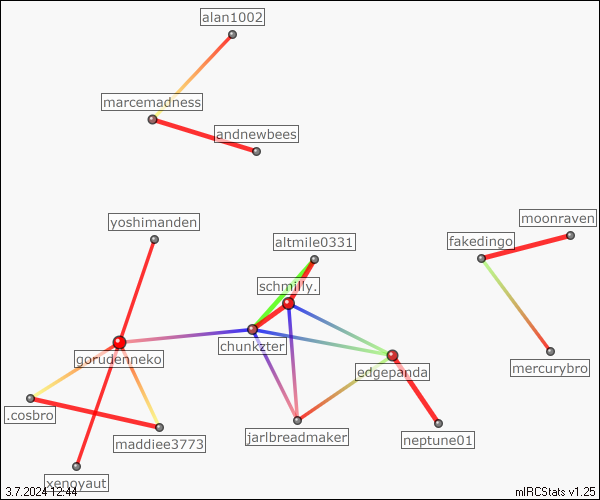 alan1002
marcemadness
andnewbees
moonraven
yoshimanden
fakedingo
altmile0331
schmilly.
chunkzter
gorudenneko
mercurybro
edgepanda
.cosbro
jarlbreadmaker
neptune01
maddiee3773
xenoyaut
3.7.2024 12:44
mIRCStats v1.25